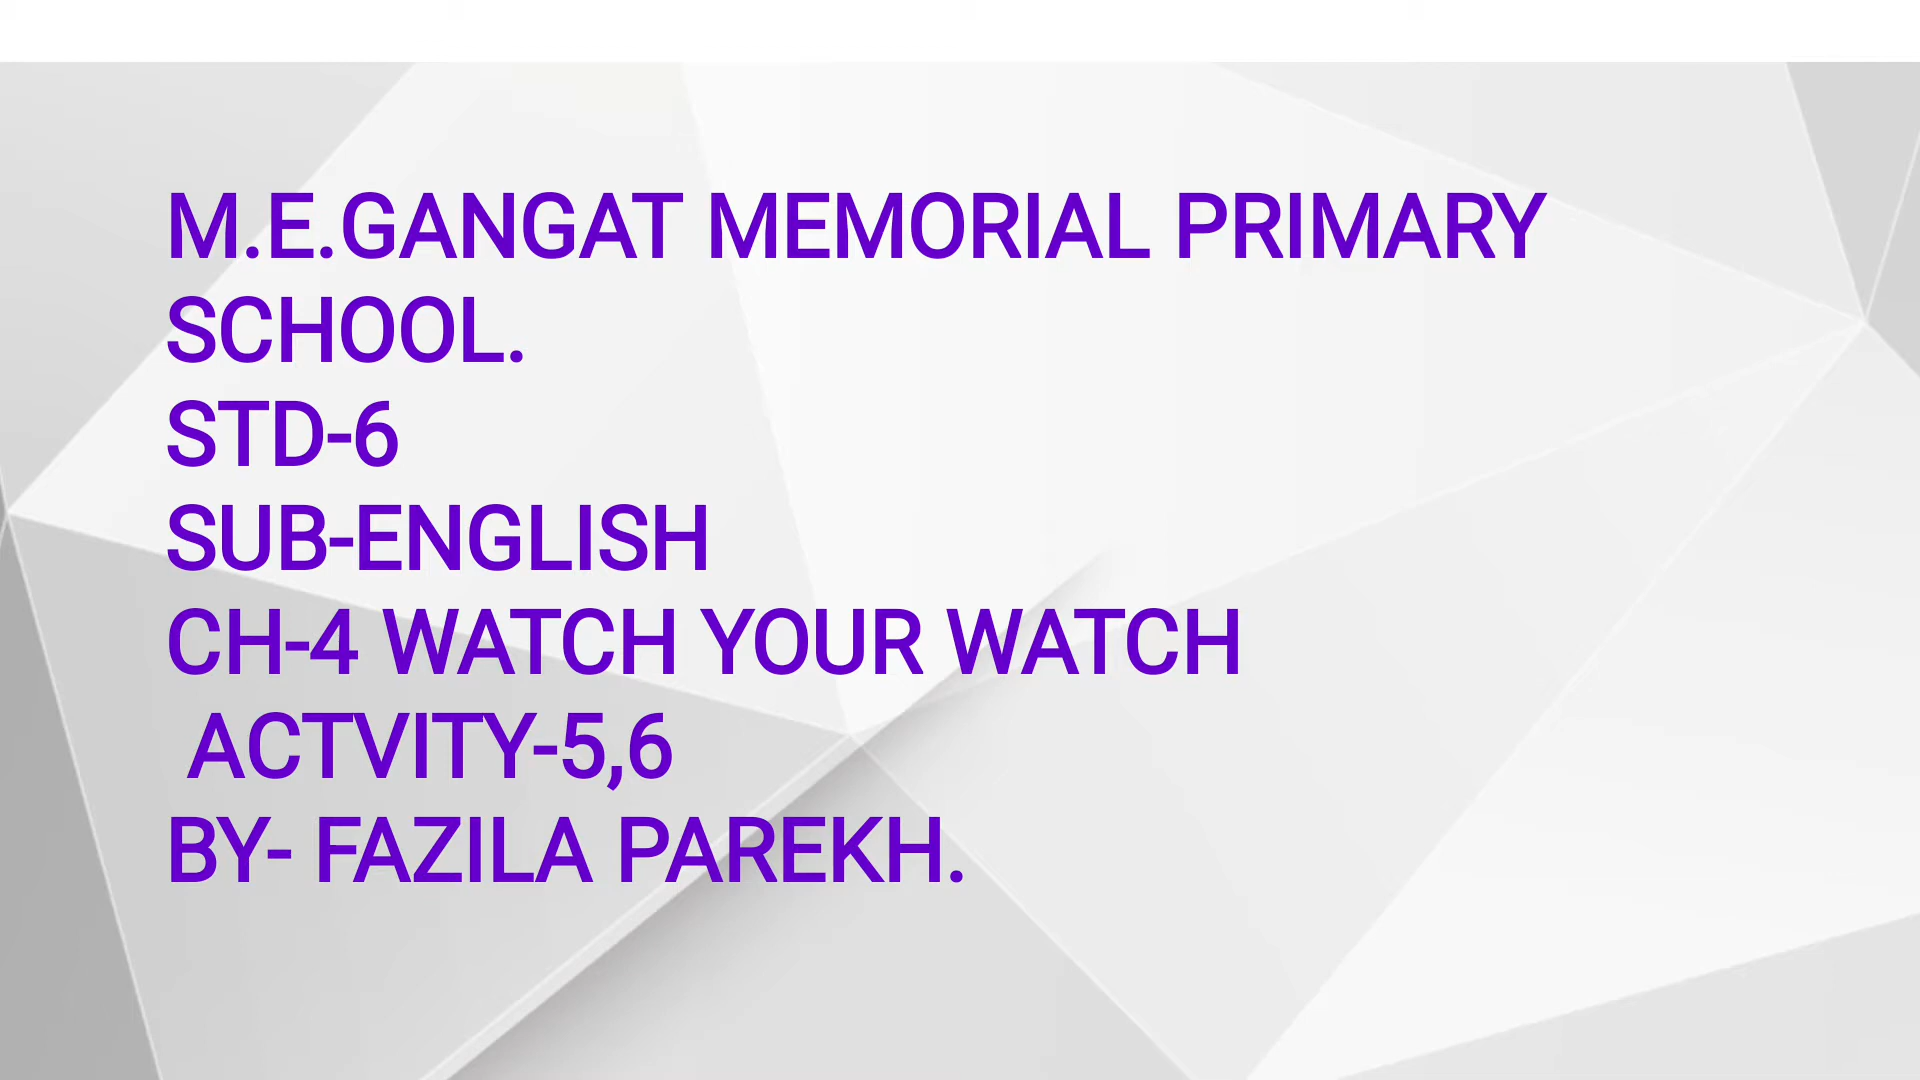 M.E.GANGAT MEMORIAL PRIMARY
SCHOOL.
STD-6
SUB-ENGLISH
CH-4 WATCH YOUR WATCH
ACTVITY-5,6
BY- FAZILA PAREKH.